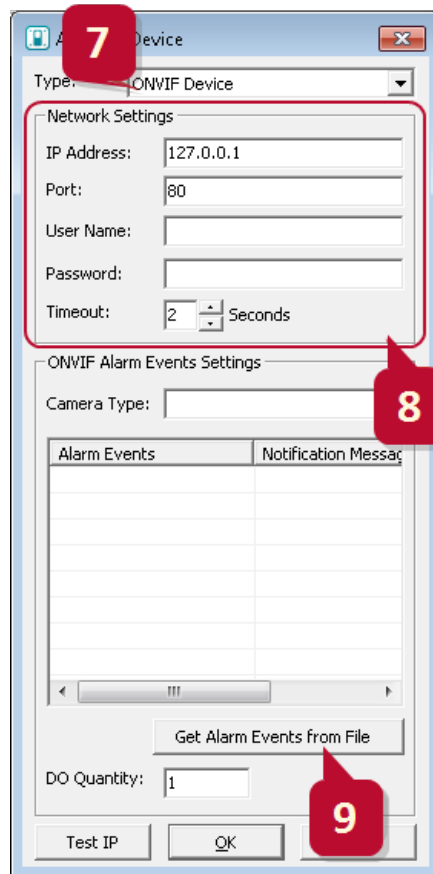 7
A Device
Type: ONVIF Device
Network Settings
IP Address: 127.0.0.1
Port: 80
User Name:
Password:
Timeout: 2 Seconds
8
ONVIF Alarm Events Settings
Camera Type:
Alarm Events Notification Messag
Get Alarm Events from File
DO Quantity: 1
9
Test IP OK